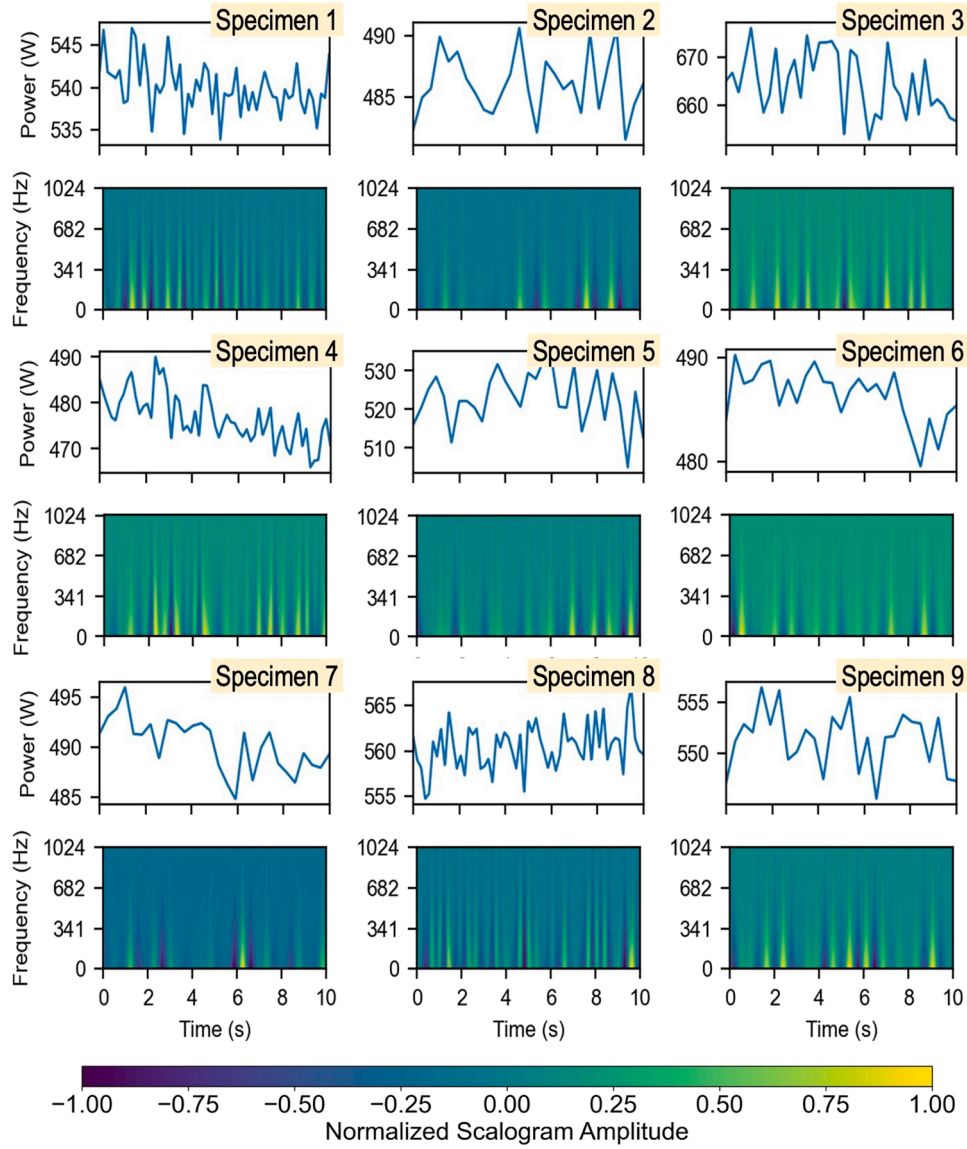 Specimen 1 Specimen 2 Specimen 3
Power (W)
545
540
535
490
485
670
660
Frequency (Hz)
1024 1024 1024
682 682 682
341 341 341
0 0 0
Specimen 4 Specimen 5 Specimen 6
Power (W)
490
480
470
530
520
510
490
480
Frequency (Hz)
1024 1024 1024
682 682 682
341 341 341
0 0 0
Specimen 7 Specimen 8 Specimen 9
Power (W)
495
490
485
565
560
555
555
550
Frequency (Hz)
1024 1024 1024
682 682 682
341 341 341
0 0 0
0 2 4 6 8 10 0 2 4 6 8 10 0 2 4 6 8 10
Time (s) Time (s) Time (s)
−1.00 −0.75 −0.50 −0.25 0.00 0.25 0.50 0.75 1.00
Normalized Scalogram Amplitude